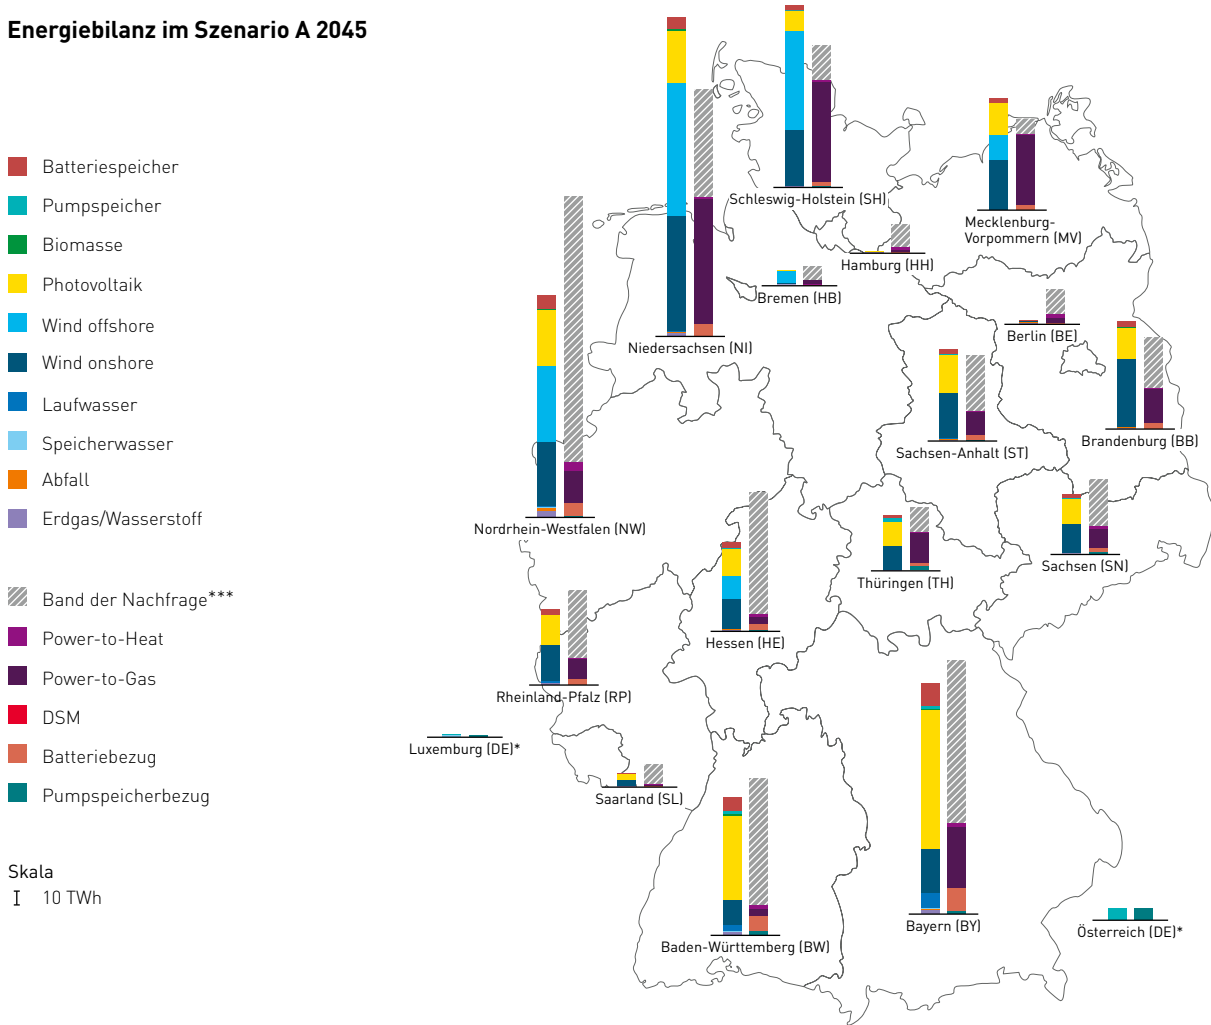 Energiebilanz im Szenario A 2045
Batteriespeicher
Pumpspeicher
Biomasse
Photovoltaik
Wind offshore
Wind onshore
Laufwasser
Speicherwasser
Abfall
Erdgas/Wasserstoff
Band der Nachfrage***
Power-to-Heat
Power-to-Gas
DSM
Batteriebezug
Pumpspeicherbezug
Skala
10 TWh
Schleswig-Holstein (SH)
Mecklenburg-
Vorpommern (MV)
Hamburg (HH)
Bremen (HB)
Niedersachsen (NI)
Berlin (BE)
Brandenburg (BB)
Sachsen-Anhalt (ST)
Nordrhein-Westfalen (NW)
Sachsen (SN)
Thüringen (TH)
Hessen (HE)
Rheinland-Pfalz (RP)
Luxemburg (DE)*
Saarland (SL)
Bayern (BY)
Österreich (DE)*
Baden-Württemberg (BW)